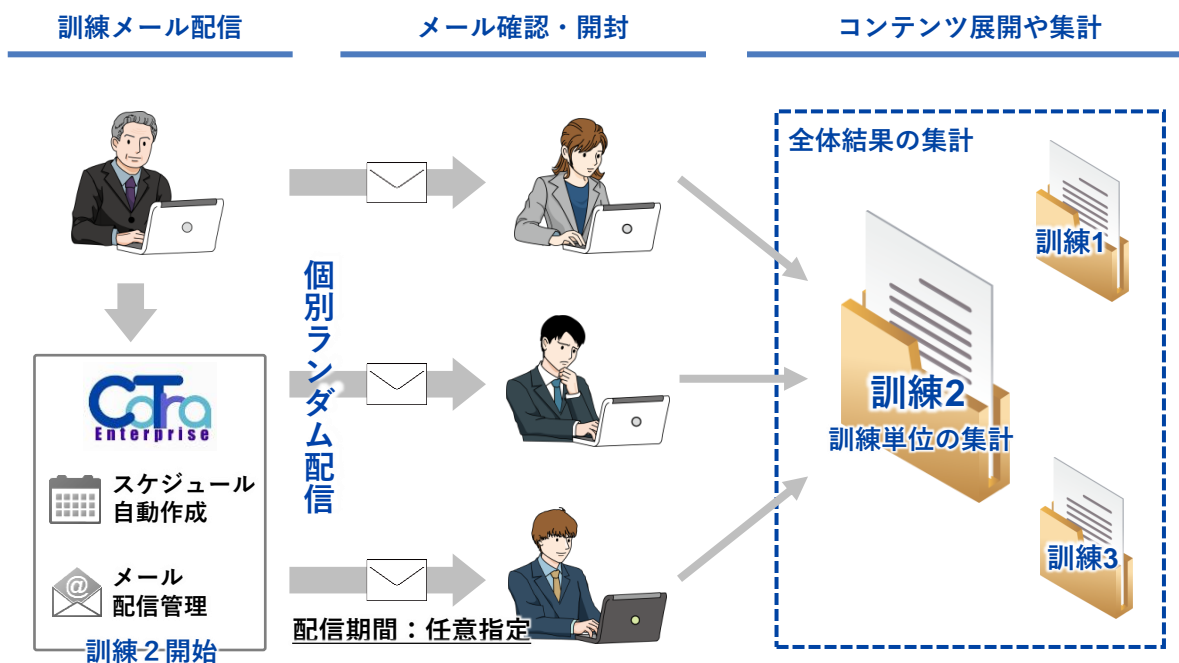 訓練メール配信
メール確認・開封
コンテンツ展開や集計
CoTra
Enterprise
スケジュール
自動作成
メール
配信管理
訓練２開始
個別ランダム配信
配信期間：任意指定
全体結果の集計
訓練1
訓練2
訓練単位の集計
訓練3